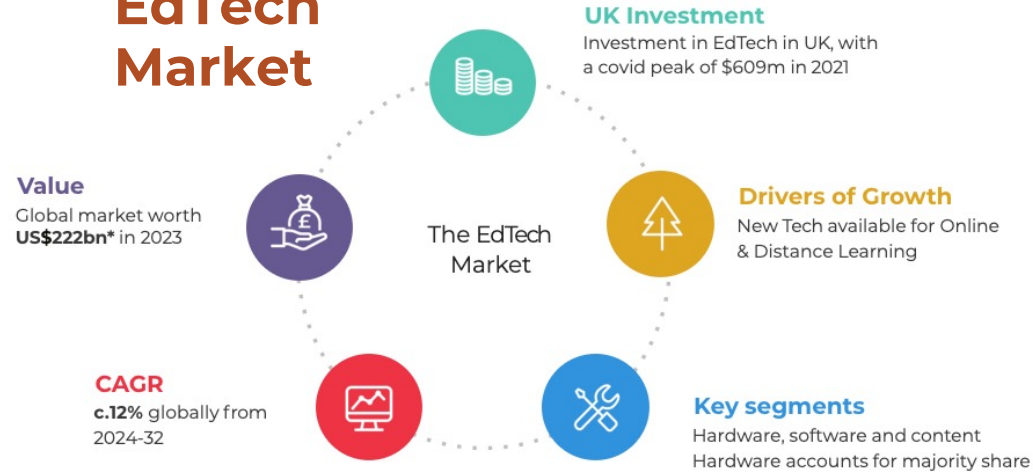 EdTech
Market
UK Investment
Investment in EdTech in UK, with
a covid peak of $609m in 2021
Value
Global market worth
US$222bn* in 2023
£
The EdTech
Market
Drivers of Growth
New Tech available for Online
& Distance Learning
CAGR
c.12% globally from
2024-32
Key segments
Hardware, software and content
Hardware accounts for majority share